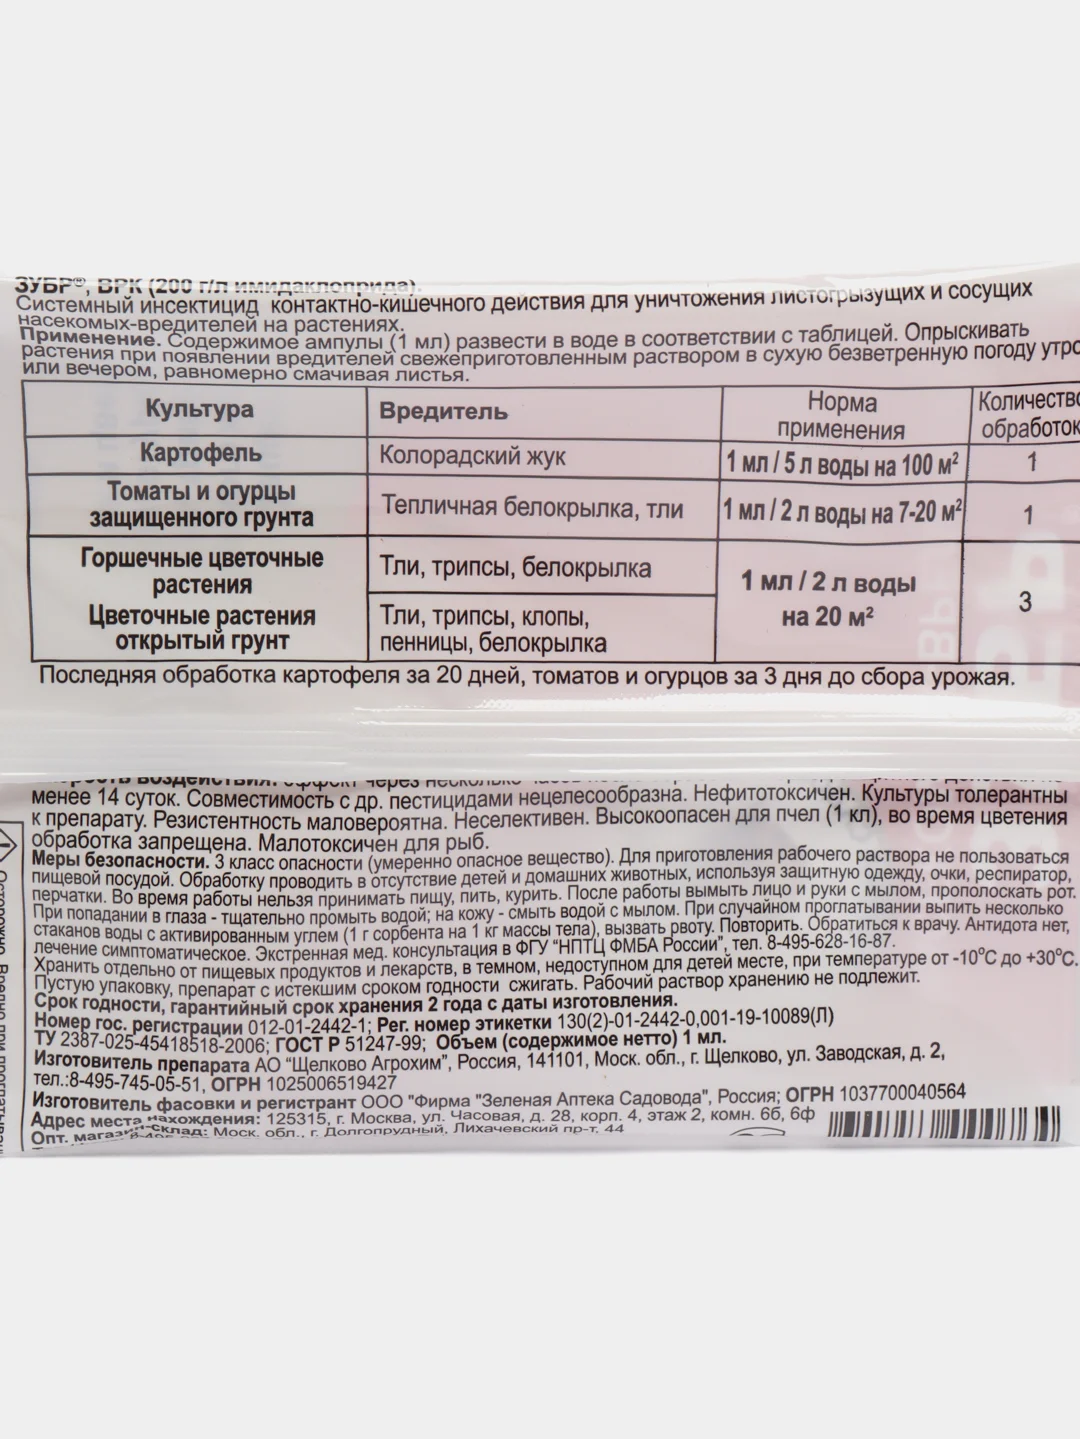 ЗУБР®, ВРК (200 г/л имидаклоприда).
Системный инсектицид контактно-кишечного действия для уничтожения листогрызущих и сосущих
насекомых-вредителей на растениях.
Применение. Содержимое ампулы (1 мл) развести в воде в соответствии с таблицей. Опрыскивать
растения при появлении вредителей свежеприготовленным раствором в сухую безветренную погоду утро
или вечером, равномерно смачивая листья.
Культура Вредитель Норма применения Количество обработок
Картофель Колорадский жук 1 мл / 5 л воды на 100 м² 1
Томаты и огурцы защищенного грунта Тепличная белокрылка, тли 1 мл / 2 л воды на 7-20 м² 1
Горшечные цветочные растения Тли, трипсы, белокрылка 1 мл / 2 л воды на 20 м² 3
Цветочные растения открытый грунт Тли, трипсы, клопы, пенницы, белокрылка
Последняя обработка картофеля за 20 дней, томатов и огурцов за 3 дня до сбора урожая.
воздействия. эффект через несколько
менее 14 суток. Совместимость с др. пестицидами нецелесообразна. Нефитотоксичен. Культуры толерантны
к препарату. Резистентность маловероятна. Неселективен. Высокоопасен для пчел (1 кл), во время цветения
обработка запрещена. Малотоксичен для рыб.
Меры безопасности. 3 класс опасности (умеренно опасное вещество). Для приготовления рабочего раствора не пользоваться
пищевой посудой. Обработку проводить в отсутствие детей и домашних животных, используя защитную одежду, очки, респиратор,
перчатки. Во время работы нельзя принимать пищу, пить, курить. После работы вымыть лицо и руки с мылом, прополоскать рот.
При попадании в глаза - тщательно промыть водой; на кожу - смыть водой с мылом. При случайном проглатывании выпить несколько
стаканов воды с активированным углем (1 г сорбента на 1 кг массы тела), вызвать рвоту. Повторить. Обратиться к врачу. Антидота нет,
лечение симптоматическое. Экстренная мед. консультация в ФГУ "НПТЦ ФМБА России", тел. 8-495-628-16-87.
Хранить отдельно от пищевых продуктов и лекарств, в темном, недоступном для детей месте, при температуре от -10°С до +30°С.
Пустую упаковку, препарат с истекшим сроком годности сжигать. Рабочий раствор хранению не подлежит.
Срок годности, гарантийный срок хранения 2 года с даты изготовления.
Номер гос. регистрации 012-01-2442-1; Рег. номер этикетки 130(2)-01-2442-0,001-19-10089(Л)
ТУ 2387-025-45418518-2006; ГОСТ Р 51247-99; Объем (содержимое нетто) 1 мл.
Изготовитель препарата АО "Щелково Агрохим", Россия, 141101, Моск. обл., г. Щелково, ул. Заводская, д. 2,
тел.:8-495-745-05-51, ОГРН 1025006519427
Изготовитель фасовки и регистрант ООО "Фирма "Зеленая Аптека Садовода", Россия; ОГРН 1037700040564
Адрес места нахождения: 125315, г. Москва, ул. Часовая, д. 28, корп. 4, этаж 2, комн. 6б, 6ф
Опт. магазин-склад: Моск. обл., г. Долгопрудный, Лихачевский пр-т, 44
Осторожно. Вредно при